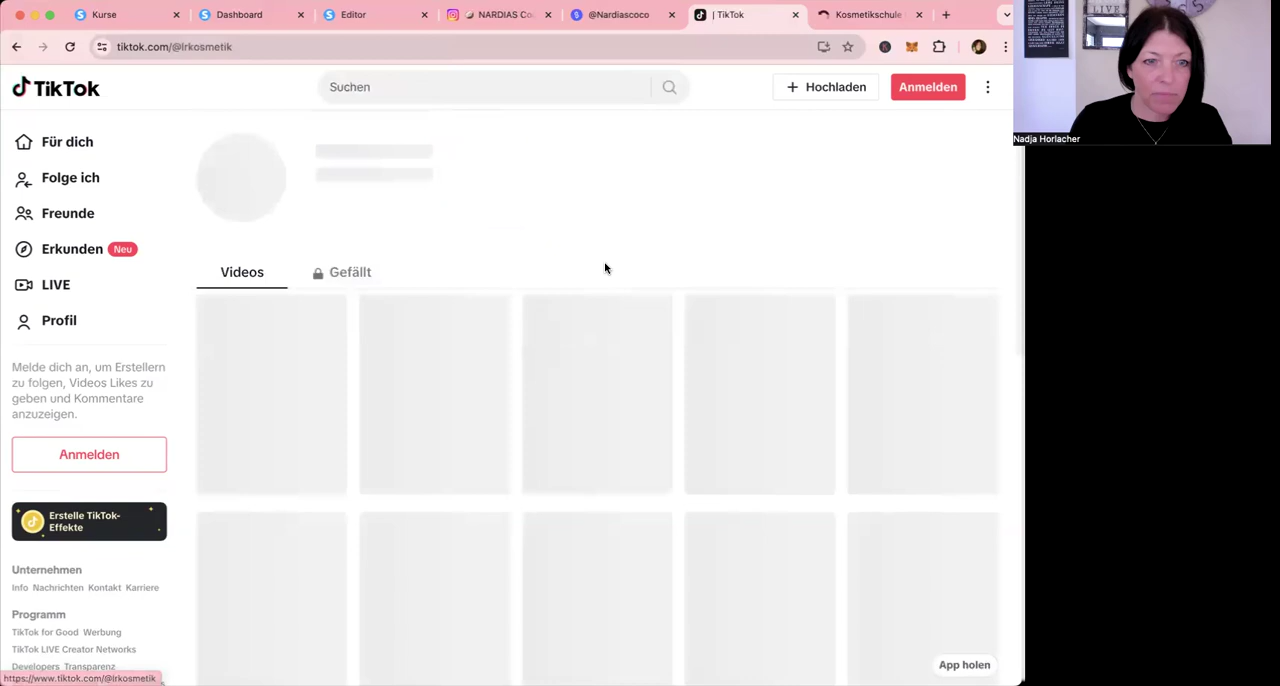 Kurse
Dashboard
Editor
NARDIAS Co
@Nardiascoco
| TikTok
Kosmetikschule
tiktok.com/@lrkosmetik
TikTok
Suchen
Hochladen
Anmelden
Nadja Horlacher
Für dich
Folge ich
Freunde
Erkunden Neu
LIVE
Profil
Videos
Gefällt
Melde dich an, um Erstellern
zu folgen, Videos Likes zu
geben und Kommentare
anzuzeigen.
Anmelden
Erstelle TikTok-
Effekte
Unternehmen
Info Nachrichten Kontakt Karriere
Programm
TikTok for Good Werbung
TikTok LIVE Creator Networks
Developers Transparenz
https://www.tiktok.com/@lrkosmetik
App holen